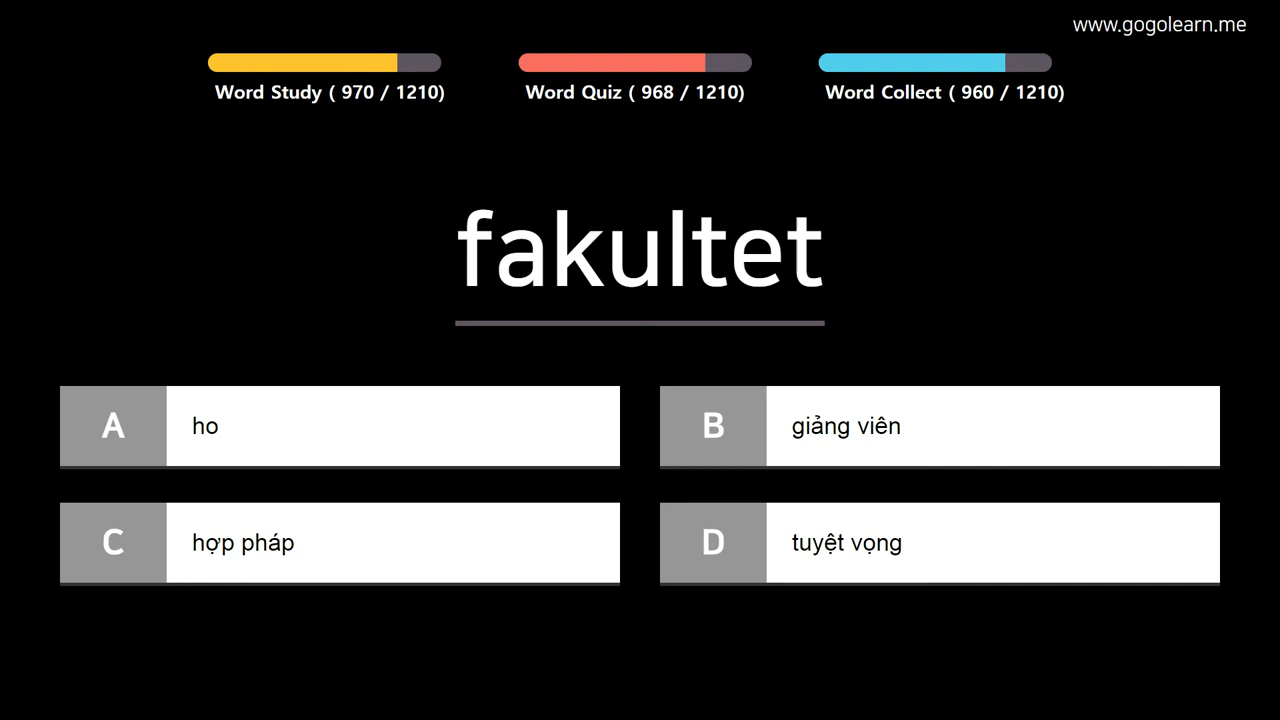 www.gogolearn.me
Word Study ( 970 / 1210)
Word Quiz ( 968 / 1210)
Word Collect ( 960 / 1210)
fakultet
A ho
B giảng viên
C hợp pháp
D tuyệt vọng